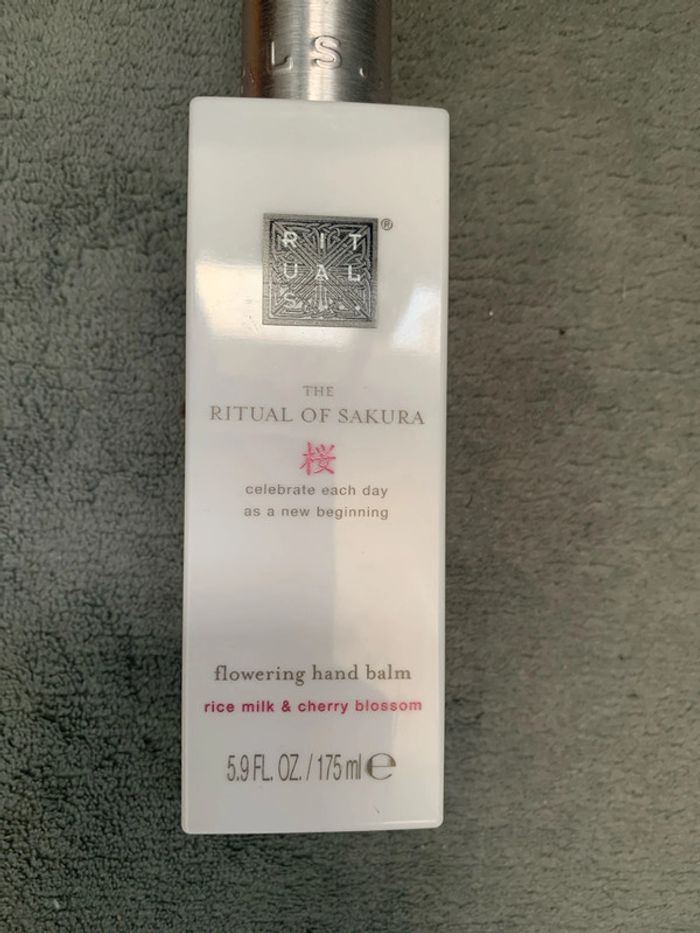 LS.
RIT
UAL
S...
®
THE
RITUAL OF SAKURA
桜
celebrate each day
as a new beginning
flowering hand balm
rice milk & cherry blossom
5.9 FL. OZ. / 175 ml ℮